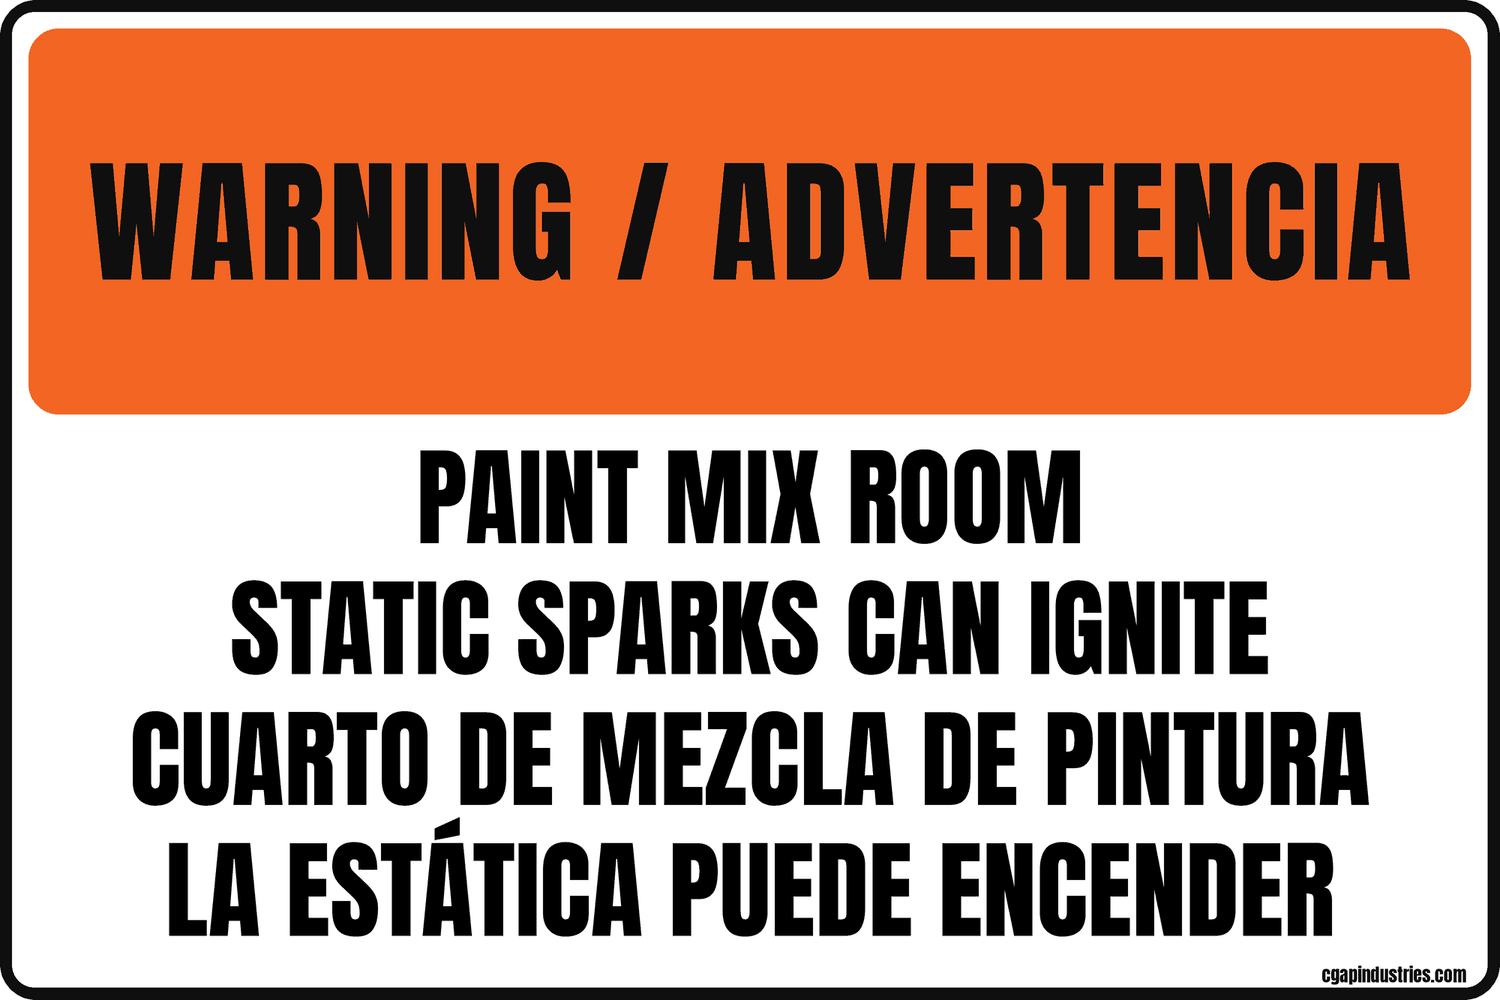 WARNING / ADVERTENCIA
PAINT MIX ROOM
STATIC SPARKS CAN IGNITE
CUARTO DE MEZCLA DE PINTURA
LA ESTÁTICA PUEDE ENCENDER
cgapindustries.com